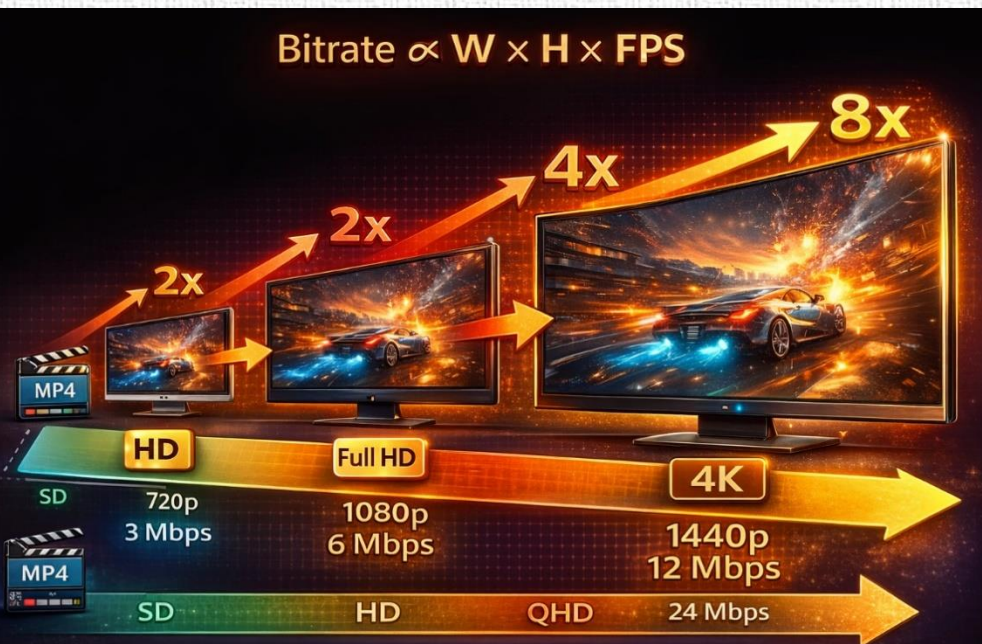 Bitrate ∝ W × H × FPS
8x
4x
2x
2x
MP4
HD
Full HD
4K
SD
720p
3 Mbps
1080p
6 Mbps
1440p
12 Mbps
MP4
SD
HD
QHD
24 Mbps